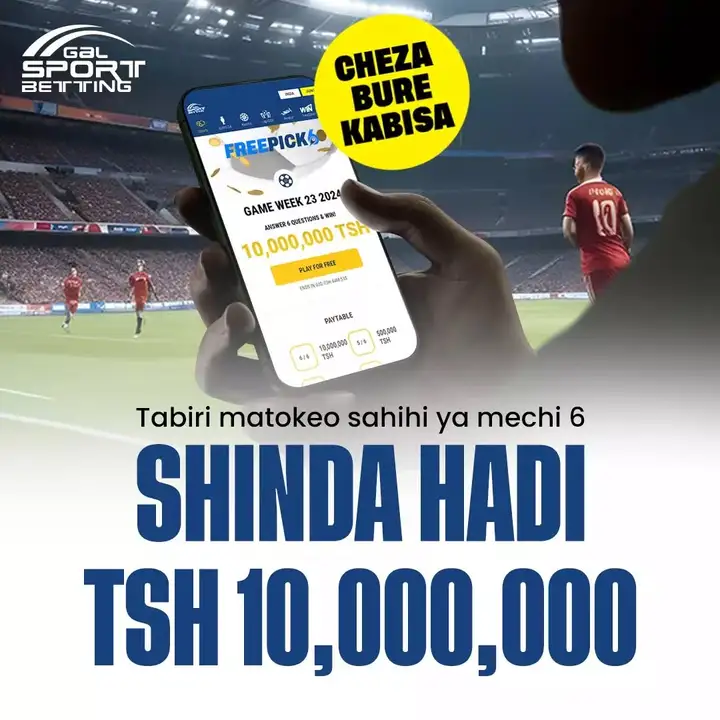 GAL
SPORT
BETTING
CHEZA
BURE
KABISA
FREEPICK6
GAME WEEK 23 2024
ANSWER 6 QUESTIONS & WIN!
10,000,000 TSH
PLAY FOR FREE
PAYTABLE
10,000,000
TSH
5/6
500,000
TSH
10
Tabiri matokeo sahihi ya mechi 6
SHINDA HADI
TSH 10,000,000